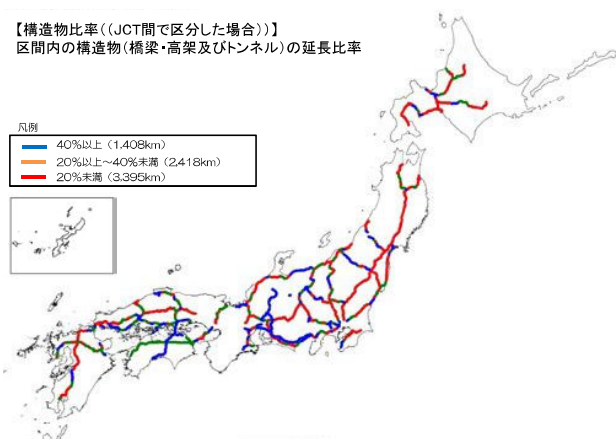 【構造物比率((JCT間で区分した場合))】
区間内の構造物(橋梁・高架及びトンネル)の延長比率
凡例
40%以上(1,408km)
20%以上~40%未満(2,418km)
20%未満(3,395km)